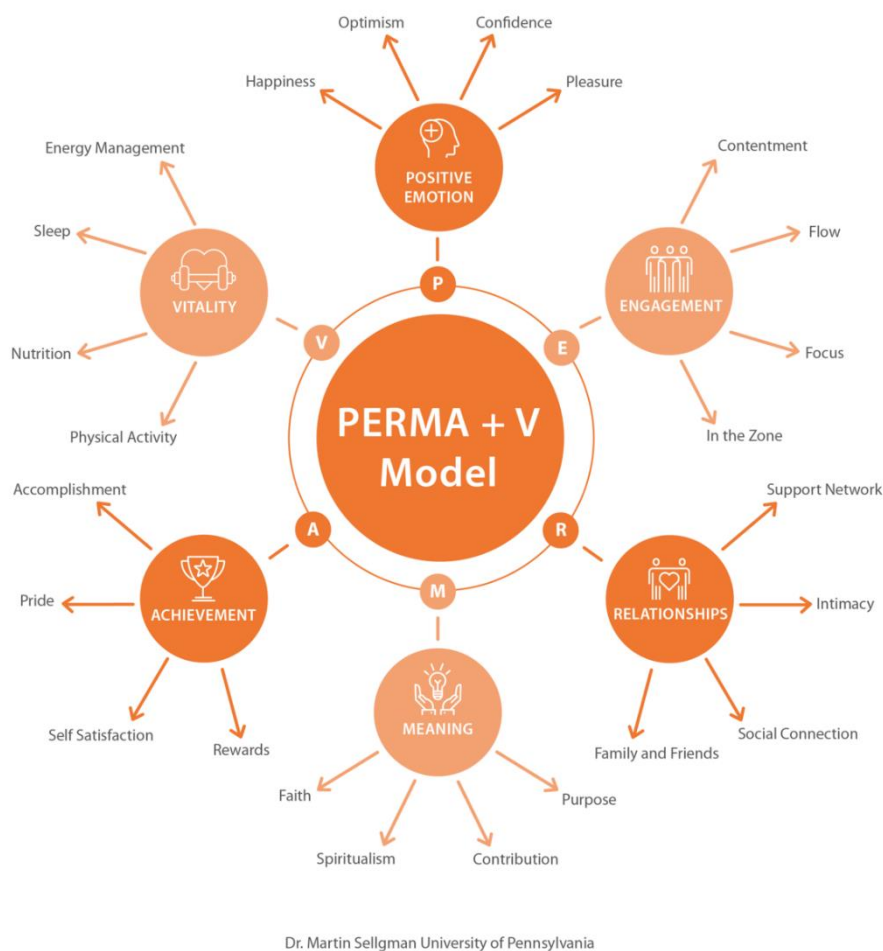 Optimism
Confidence
Happiness
Pleasure
POSITIVE
EMOTION
Energy Management
Sleep
VITALITY
Nutrition
Physical Activity
Contentment
Flow
ENGAGEMENT
Focus
In the Zone
P
V
E
PERMA + V
Model
A
R
M
Accomplishment
Pride
ACHIEVEMENT
Self Satisfaction
Rewards
Support Network
Intimacy
RELATIONSHIPS
Social Connection
Family and Friends
MEANING
Faith
Purpose
Spiritualism
Contribution
Dr. Martin Sellgman University of Pennsylvania